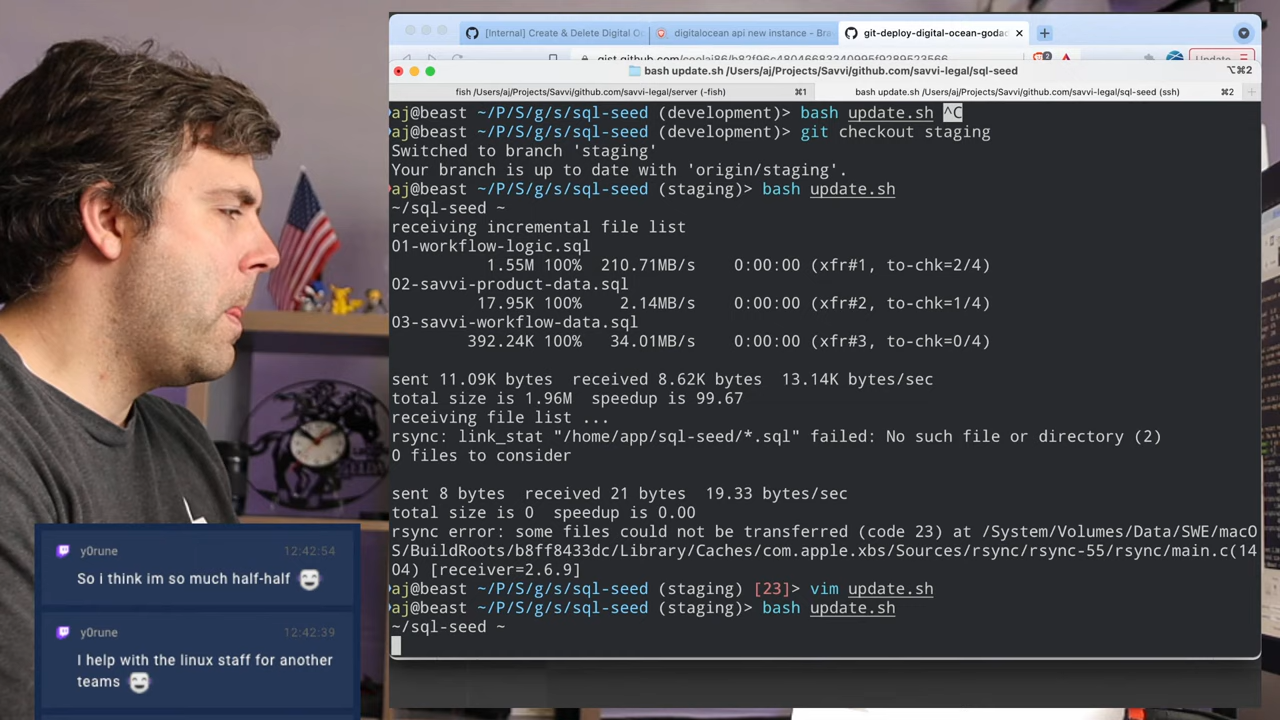 [Internal] Create & Delete Digital O
digitalocean api new instance - Bra
git-deploy-digital-ocean-godad
bash update.sh /Users/aj/Projects/Savvi/github.com/savvi-legal/sql-seed
⌥⌘2
fish /Users/aj/Projects/Savvi/github.com/savvi-legal/server (-fish)
⌘1
bash update.sh /Users/aj/Projects/Savvi/github.com/savvi-legal/sql-seed (ssh)
⌘2
aj@beast ~/P/S/g/s/sql-seed (development)> bash update.sh ^C
aj@beast ~/P/S/g/s/sql-seed (development)> git checkout staging
Switched to branch 'staging'
Your branch is up to date with 'origin/staging'.
aj@beast ~/P/S/g/s/sql-seed (staging)> bash update.sh
~/sql-seed ~
receiving incremental file list
01-workflow-logic.sql
1.55M 100% 210.71MB/s 0:00:00 (xfr#1, to-chk=2/4)
02-savvi-product-data.sql
17.95K 100% 2.14MB/s 0:00:00 (xfr#2, to-chk=1/4)
03-savvi-workflow-data.sql
392.24K 100% 34.01MB/s 0:00:00 (xfr#3, to-chk=0/4)
sent 11.09K bytes received 8.62K bytes 13.14K bytes/sec
total size is 1.96M speedup is 99.67
receiving file list ...
rsync: link_stat "/home/app/sql-seed/*.sql" failed: No such file or directory (2)
0 files to consider
sent 8 bytes received 21 bytes 19.33 bytes/sec
total size is 0 speedup is 0.00
rsync error: some files could not be transferred (code 23) at /System/Volumes/Data/SWE/macO
S/BuildRoots/b8ff8433dc/Library/Caches/com.apple.xbs/Sources/rsync/rsync-55/rsync/main.c(14
04) [receiver=2.6.9]
aj@beast ~/P/S/g/s/sql-seed (staging) [23]> vim update.sh
aj@beast ~/P/S/g/s/sql-seed (staging)> bash update.sh
~/sql-seed ~
y0rune 12:42:54
So i think im so much half-half
y0rune 12:42:39
I help with the linux staff for another
teams